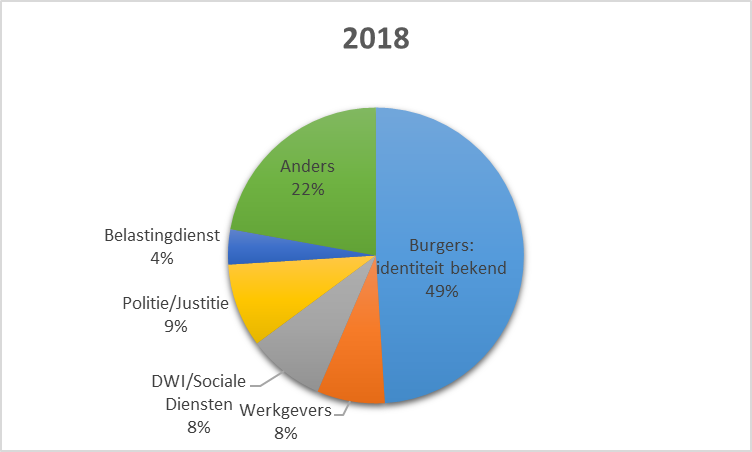 2018
Anders
22%
Burgers:
identiteit bekend
49%
Belastingdienst
4%
Politie/Justitie
9%
DWI/Sociale
Diensten
8%
Werkgevers
8%